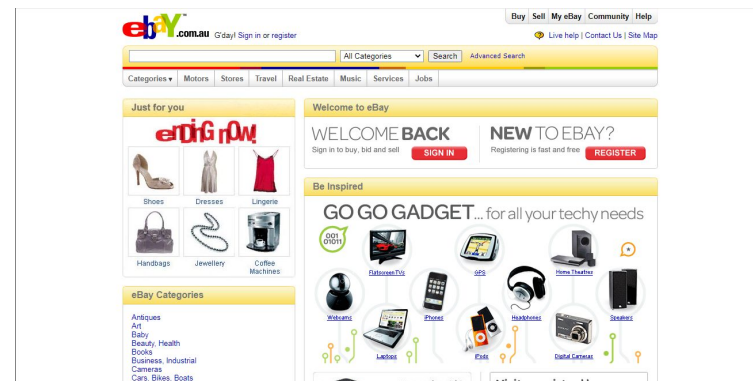 Buy Sell My eBay Community Help
ebaY™.com.au G'day! Sign in or register
Live help | Contact Us | Site Map
All Categories Search Advanced Search
Categories ▾ Motors Stores Travel Real Estate Music Services Jobs
Just for you
ending now!
Shoes Dresses Lingerie
Handbags Jewellery Coffee
Machines
eBay Categories
Antiques
Art
Baby
Beauty, Health
Books
Business, Industrial
Cameras
Cars, Bikes, Boats
Welcome to eBay
WELCOME BACK
Sign in to buy, bid and sell SIGN IN
NEW TO EBAY?
Registering is fast and free REGISTER
Be Inspired
GO GO GADGET... for all your techy needs
001
01011
Flatscreen TVs GPS Home Theatres
Webcams iPhones Headphones Speakers
Laptops iPods Digital Cameras